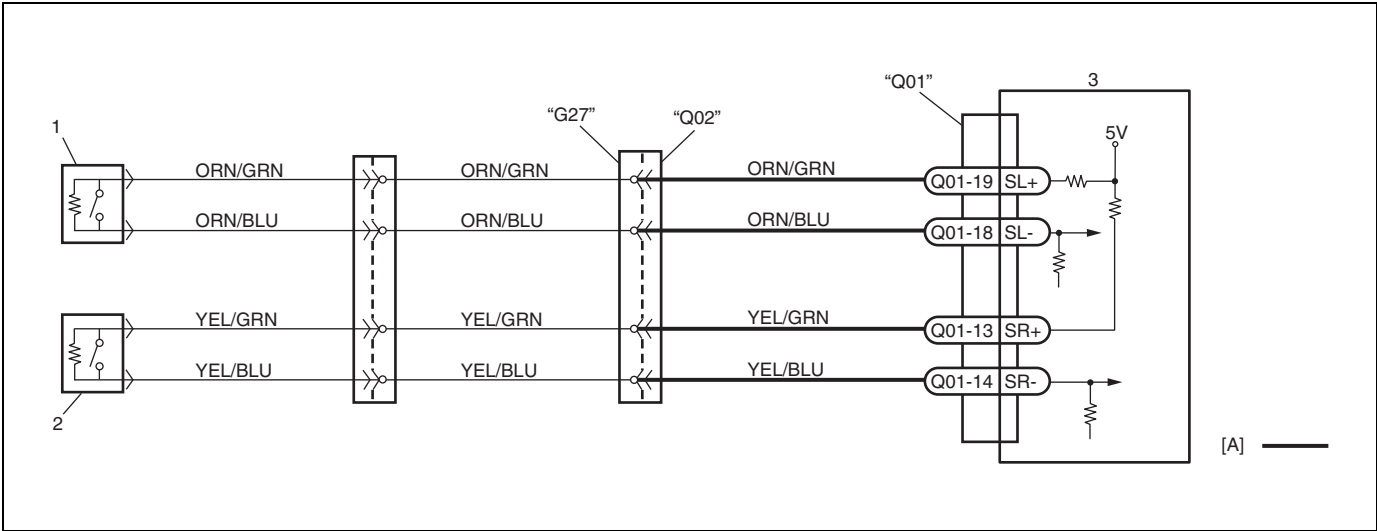 “Q01”
3
“G27”
“Q02”
5V
1
ORN/GRN ORN/GRN ORN/GRN Q01-19 SL+
ORN/BLU ORN/BLU ORN/BLU Q01-18 SL-
YEL/GRN YEL/GRN YEL/GRN Q01-13 SR+
YEL/BLU YEL/BLU YEL/BLU Q01-14 SR-
2
[A]